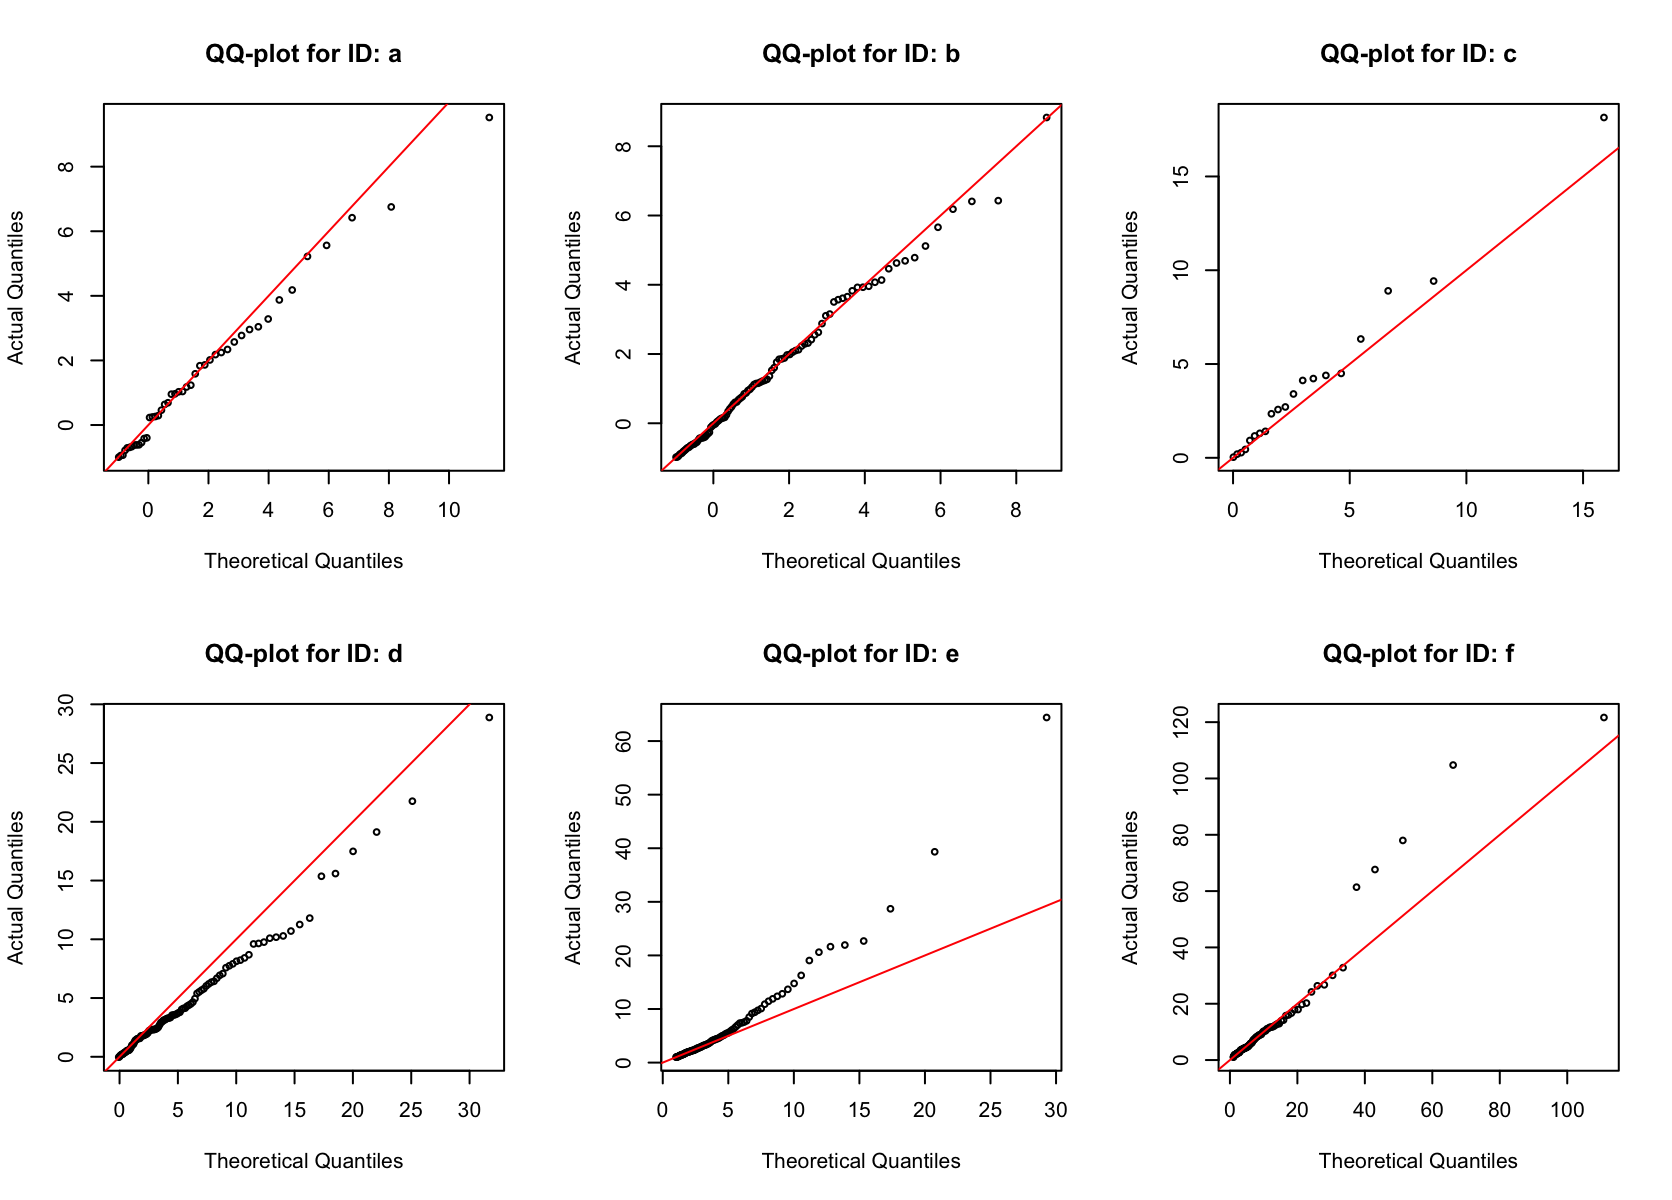 QQ-plot for ID: a
Actual Quantiles
0 2 4 6 8
0 2 4 6 8 10
Theoretical Quantiles
QQ-plot for ID: b
Actual Quantiles
0 2 4 6 8
0 2 4 6 8
Theoretical Quantiles
QQ-plot for ID: c
Actual Quantiles
0 5 10 15
0 5 10 15
Theoretical Quantiles
QQ-plot for ID: d
Actual Quantiles
0 5 10 15 20 25 30
0 5 10 15 20 25 30
Theoretical Quantiles
QQ-plot for ID: e
Actual Quantiles
0 10 20 30 40 50 60
0 5 10 15 20 25 30
Theoretical Quantiles
QQ-plot for ID: f
Actual Quantiles
0 20 40 60 80 100 120
0 20 40 60 80 100
Theoretical Quantiles